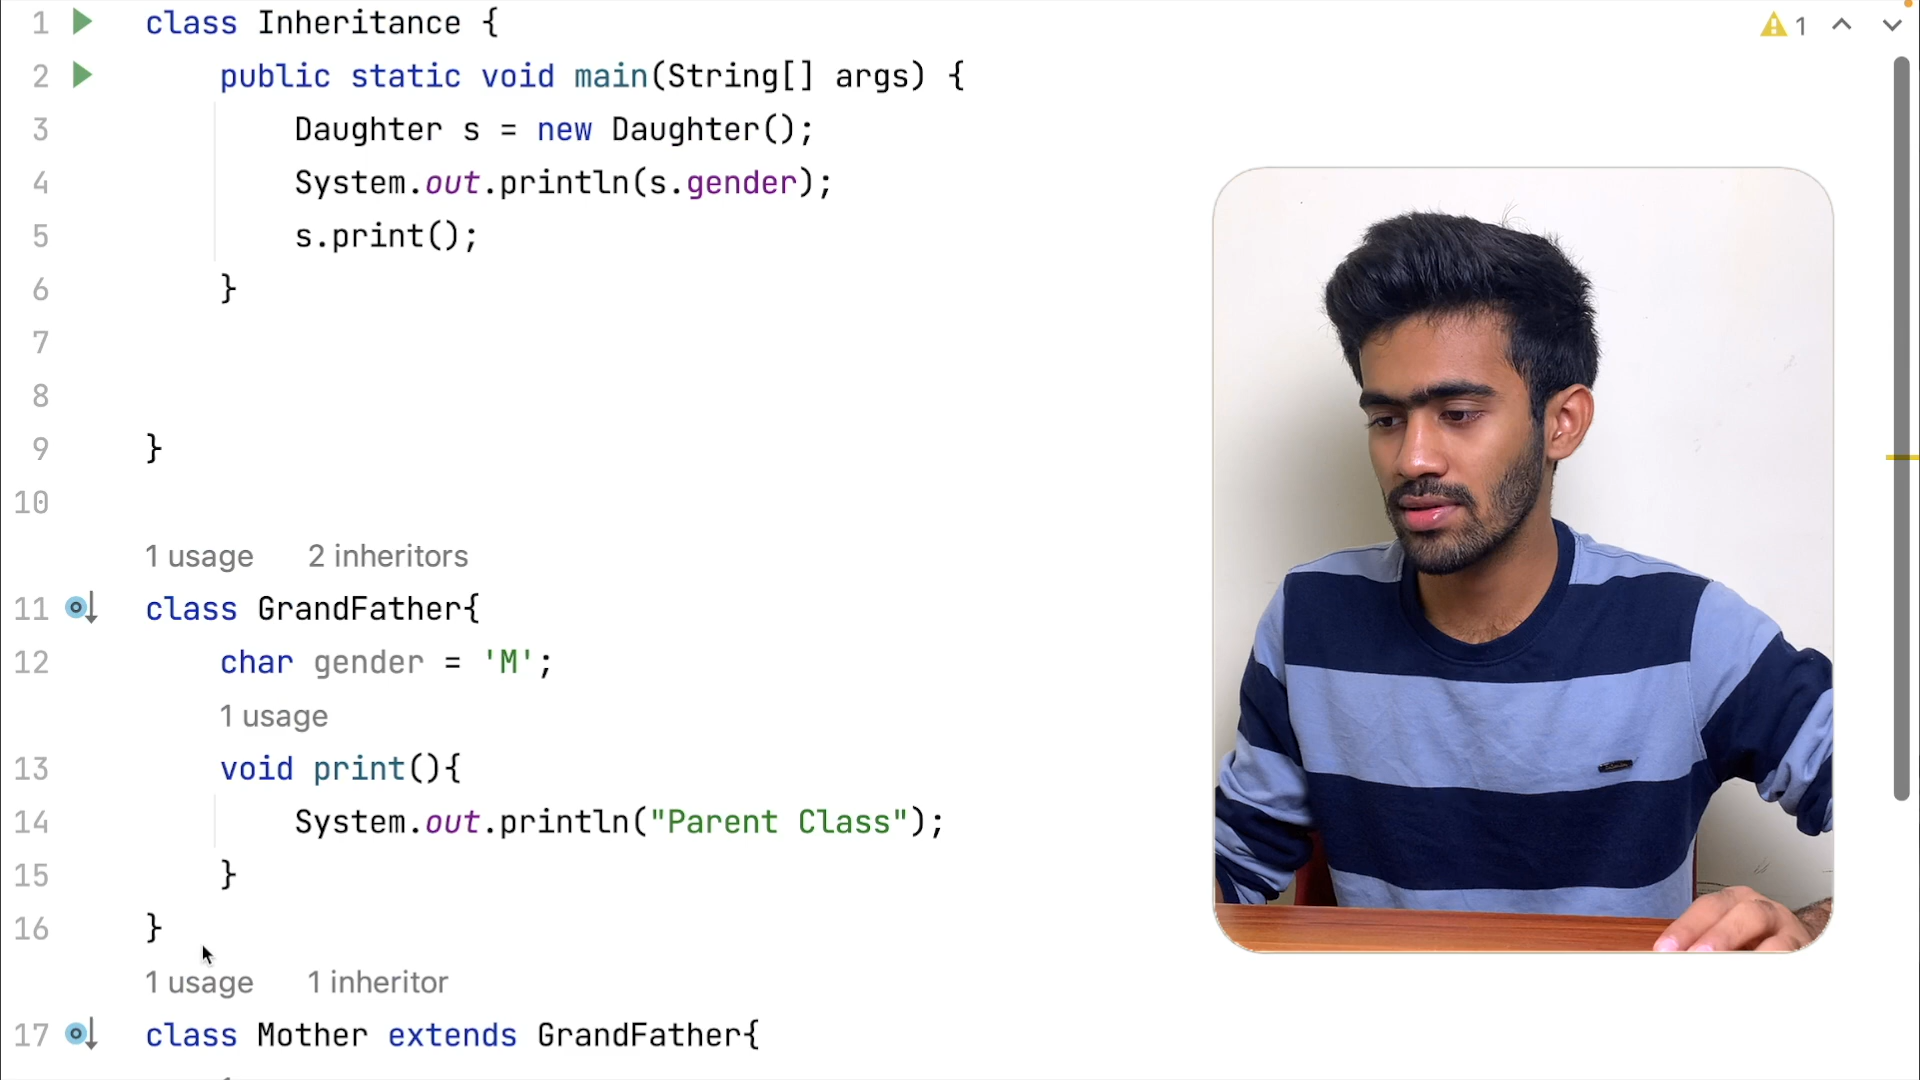 1 class Inheritance {
2 public static void main(String[] args) {
3 Daughter s = new Daughter();
4 System.out.println(s.gender);
5 s.print();
6 }
7
8
9 }
10
1 usage 2 inheritors
11 class GrandFather{
12 char gender = 'M';
1 usage
13 void print(){
14 System.out.println("Parent Class");
15 }
16 }
1 usage 1 inheritor
17 class Mother extends GrandFather{
1